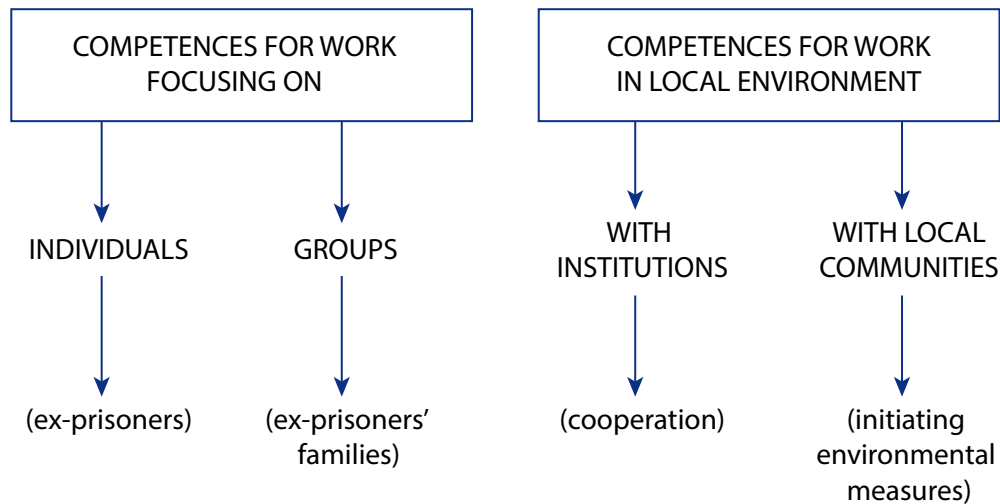 COMPETENCES FOR WORK
FOCUSING ON
COMPETENCES FOR WORK
IN LOCAL ENVIRONMENT
INDIVIDUALS
GROUPS
WITH
INSTITUTIONS
WITH LOCAL
COMMUNITIES
(ex-prisoners)
(ex-prisoners’
families)
(cooperation)
(initiating
environmental
measures)